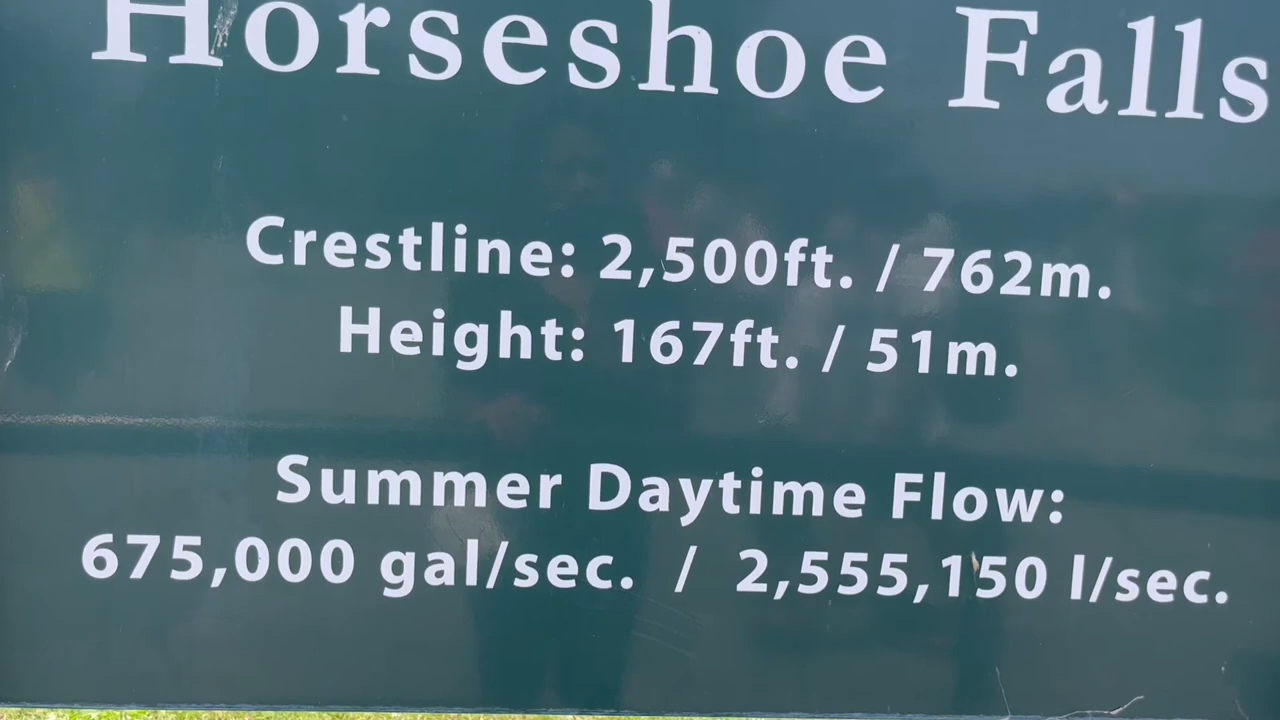 Horseshoe Falls
Crestline: 2,500ft. / 762m.
Height: 167ft. / 51m.
Summer Daytime Flow:
675,000 gal/sec. / 2,555,150 l/sec.